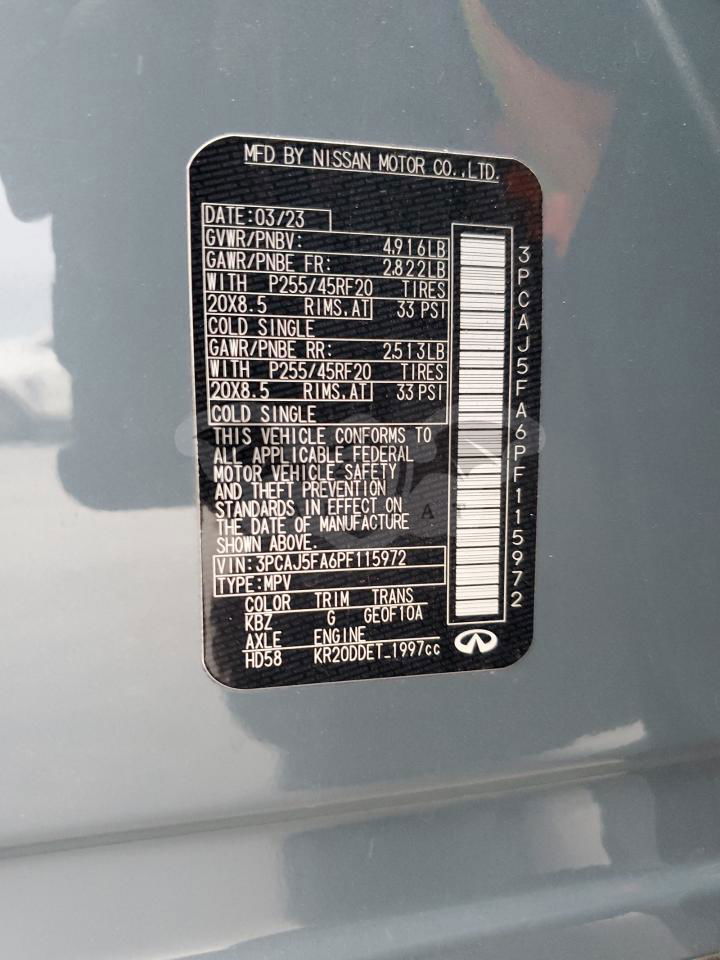 MFD BY NISSAN MOTOR CO.,LTD.
DATE:03/23
GVWR/PNBV: 4,916LB
GAWR/PNBE FR: 2,822LB
WITH P255/45RF20 TIRES
20X8.5 RIMS,AT 33 PSI
COLD SINGLE
GAWR/PNBE RR: 2,513LB
WITH P255/45RF20 TIRES
20X8.5 RIMS,AT 33 PSI
COLD SINGLE
THIS VEHICLE CONFORMS TO
ALL APPLICABLE FEDERAL
MOTOR VEHICLE SAFETY
AND THEFT PREVENTION
STANDARDS IN EFFECT ON
THE DATE OF MANUFACTURE
SHOWN ABOVE.
VIN:3PCAJ5FA6PF115972
TYPE:MPV
COLOR TRIM TRANS
KBZ G GE0F10A
AXLE ENGINE
HD58 KR20DDET_1997cc
3PCAJ5FA6PF115972
A